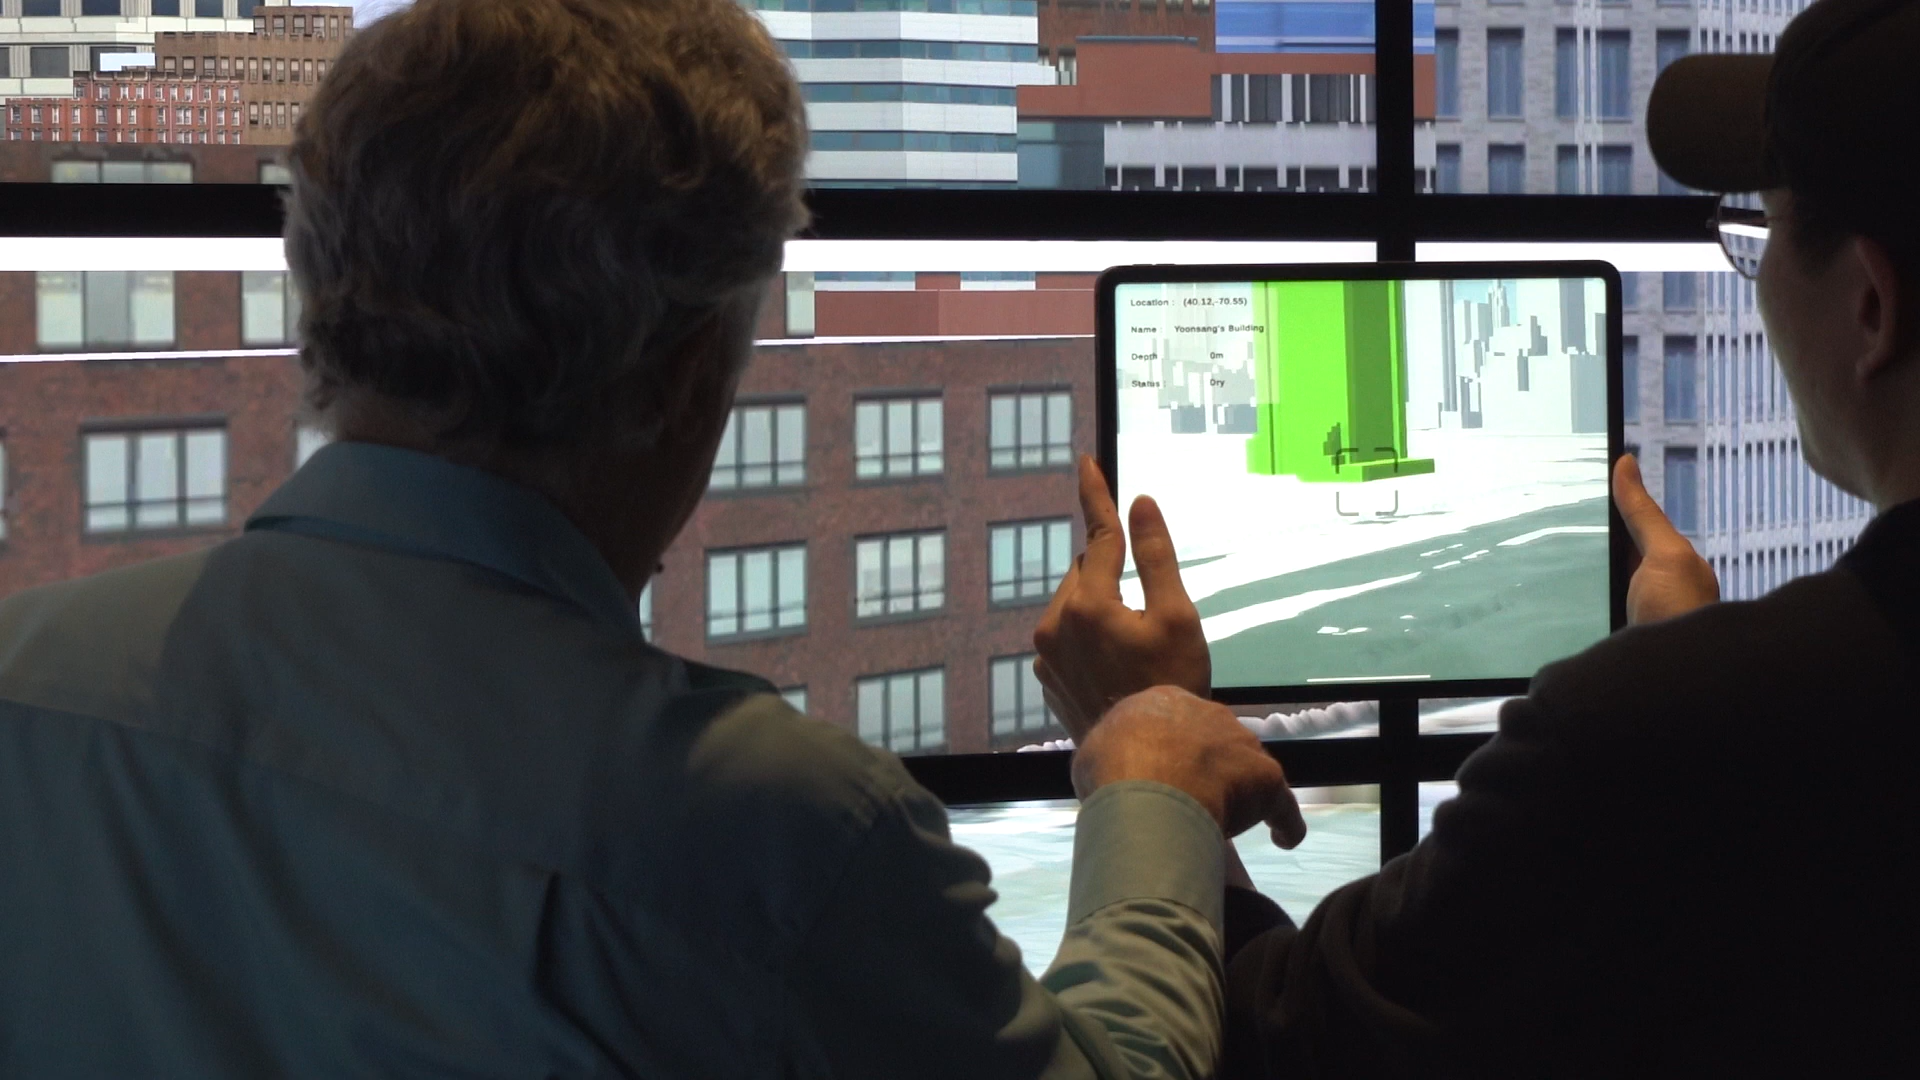 Location : (40.12,-70.55)
Name : Yoonsang's Building
Depth 0m
Status : Dry